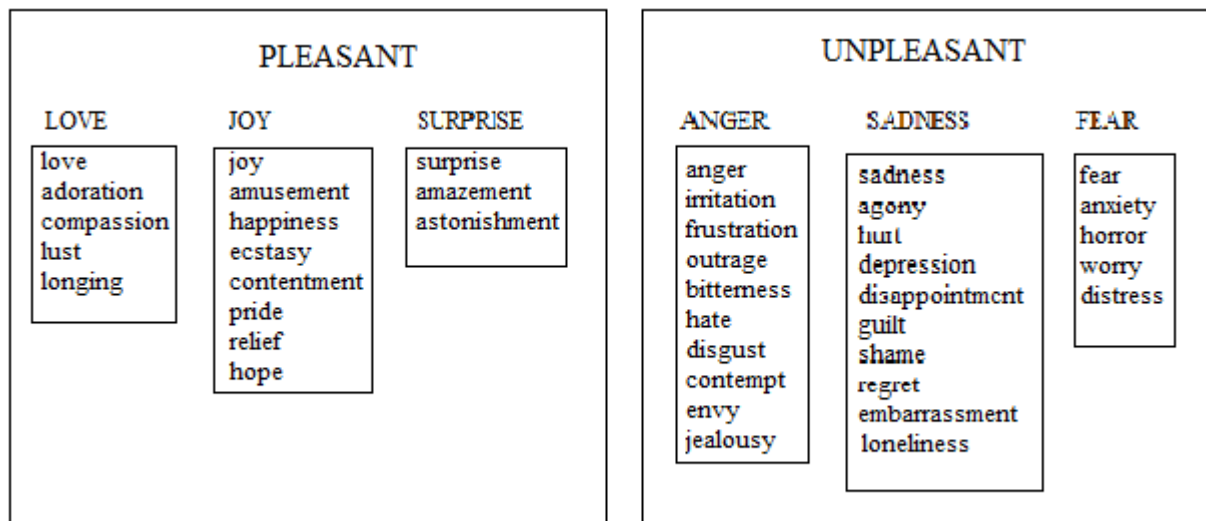 PLEASANT
LOVE
love
adoration
compassion
lust
longing
JOY
joy
amusement
happiness
ecstasy
contentment
pride
relief
hope
SURPRISE
surprise
amazement
astonishment
UNPLEASANT
ANGER
anger
irritation
frustration
outrage
bitterness
hate
disgust
contempt
envy
jealousy
SADNESS
sadness
agony
hurt
depression
disappointment
guilt
shame
regret
embarrassment
loneliness
FEAR
fear
anxiety
horror
worry
distress